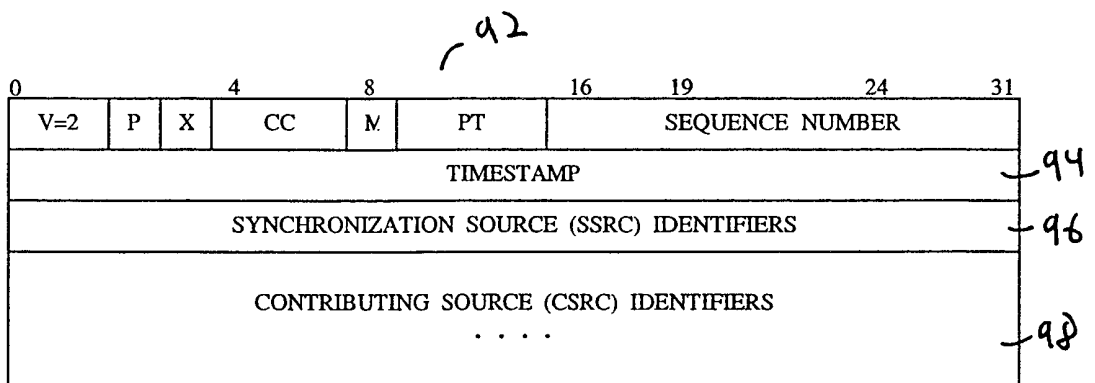 92
0 4 8 16 19 24 31
V=2 P X CC M PT SEQUENCE NUMBER
TIMESTAMP 94
SYNCHRONIZATION SOURCE (SSRC) IDENTIFIERS 96
CONTRIBUTING SOURCE (CSRC) IDENTIFIERS
. . . . 98